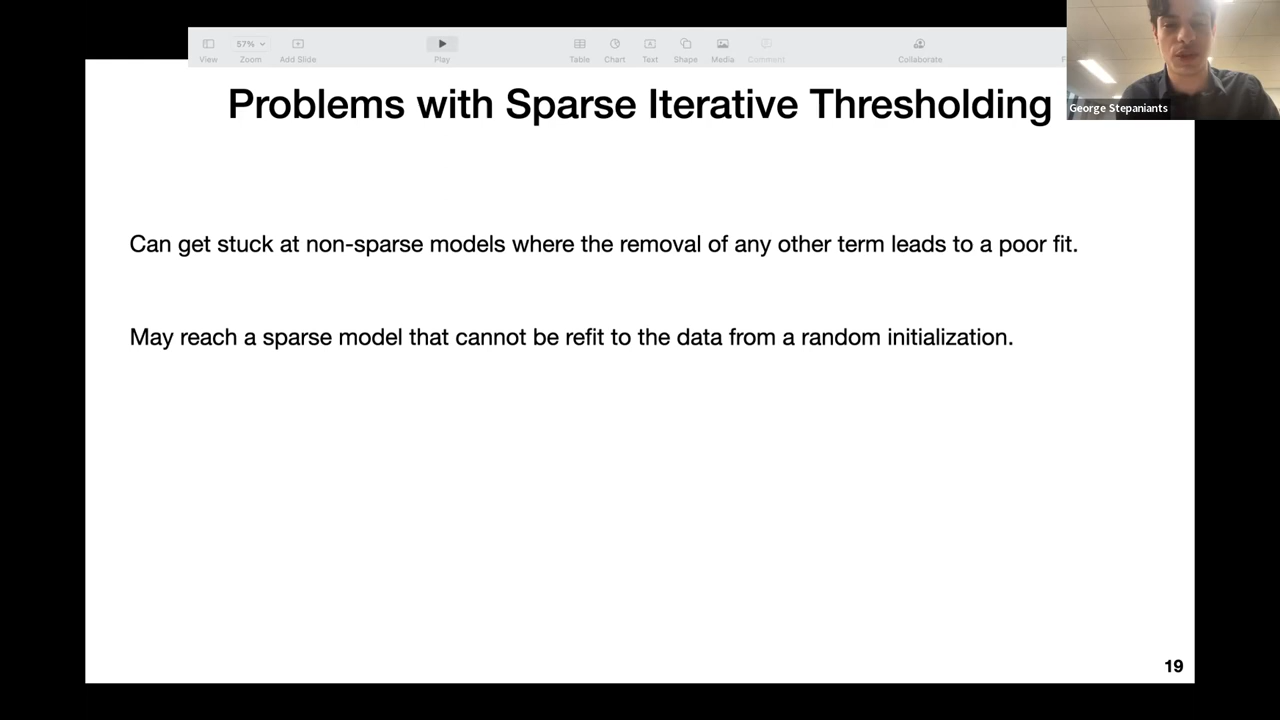 57%
View
Zoom
Add Slide
Play
Table
Chart
Text
Shape
Media
Comment
Collaborate
George Stepaniants
Problems with Sparse Iterative Thresholding
Can get stuck at non-sparse models where the removal of any other term leads to a poor fit.
May reach a sparse model that cannot be refit to the data from a random initialization.
19